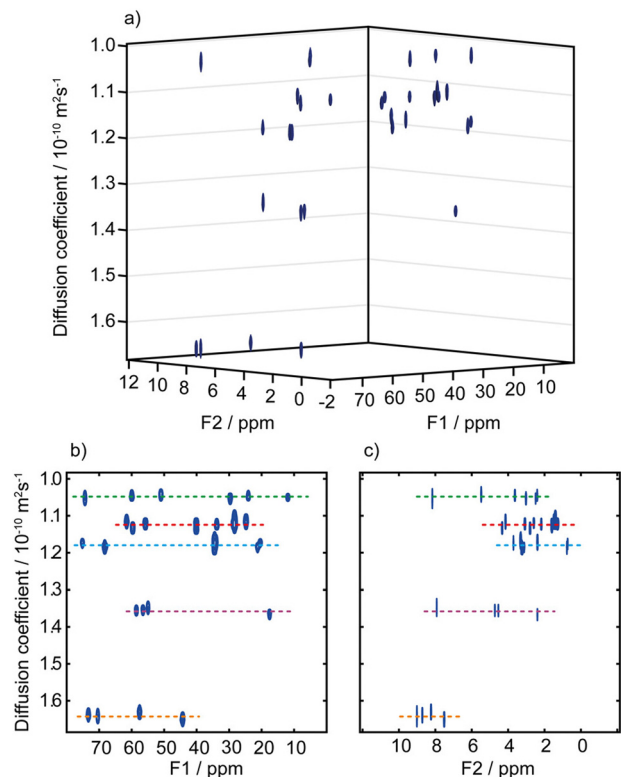 a)
1.0
1.1
1.2
1.3
1.4
1.5
1.6
Diffusion coefficient / 10⁻¹⁰ m²s⁻¹
12 10 8 6 4 2 0 -2
F2 / ppm
70 60 50 40 30 20 10
F1 / ppm
b)
1.0
1.1
1.2
1.3
1.4
1.6
Diffusion coefficient / 10⁻¹⁰ m²s⁻¹
70 60 50 40 30 20 10
F1 / ppm
c)
10 8 6 4 2 0
F2 / ppm